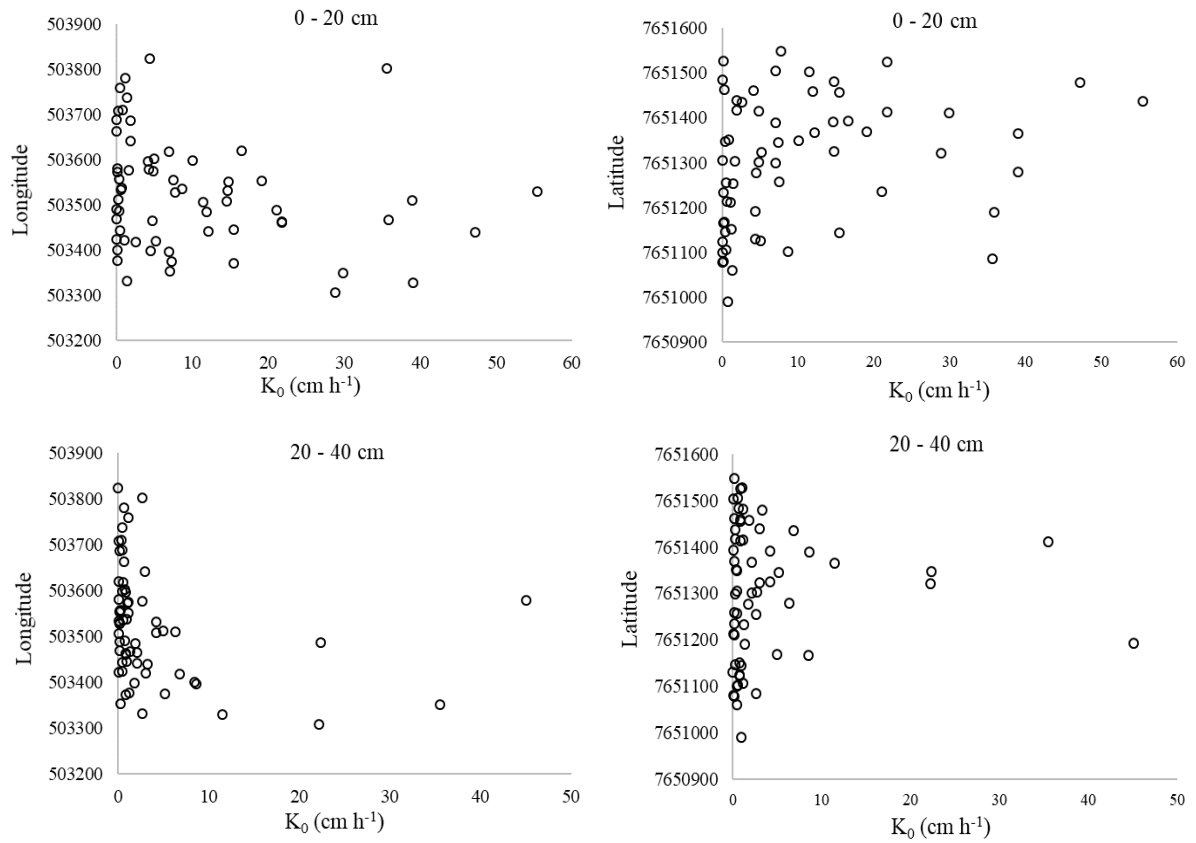 0 - 20 cm
503900
503800
503700
503600
503500
503400
503300
503200
Longitude
0 10 20 30 40 50 60
K₀ (cm h⁻¹)
0 - 20 cm
7651600
7651500
7651400
7651300
7651200
7651100
7651000
7650900
Latitude
0 10 20 30 40 50 60
K₀ (cm h⁻¹)
20 - 40 cm
503900
503800
503700
503600
503500
503400
503300
503200
Longitude
0 10 20 30 40 50
K₀ (cm h⁻¹)
20 - 40 cm
7651600
7651500
7651400
7651300
7651200
7651100
7651000
7650900
Latitude
0 10 20 30 40 50
K₀ (cm h⁻¹)